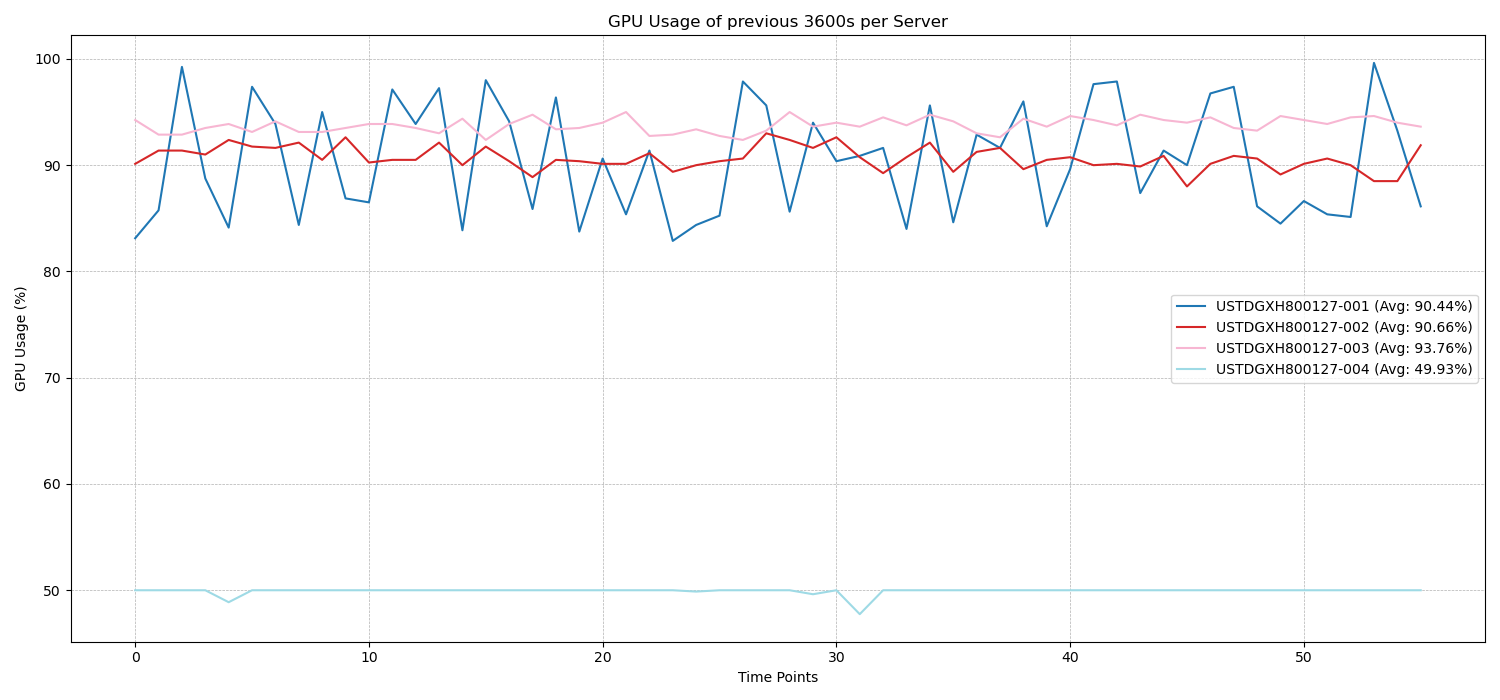 GPU Usage of previous 3600s per Server
GPU Usage (%)
100
90
80
70
60
50
USTDGXH800127-001 (Avg: 90.44%)
USTDGXH800127-002 (Avg: 90.66%)
USTDGXH800127-003 (Avg: 93.76%)
USTDGXH800127-004 (Avg: 49.93%)
0 10 20 30 40 50
Time Points